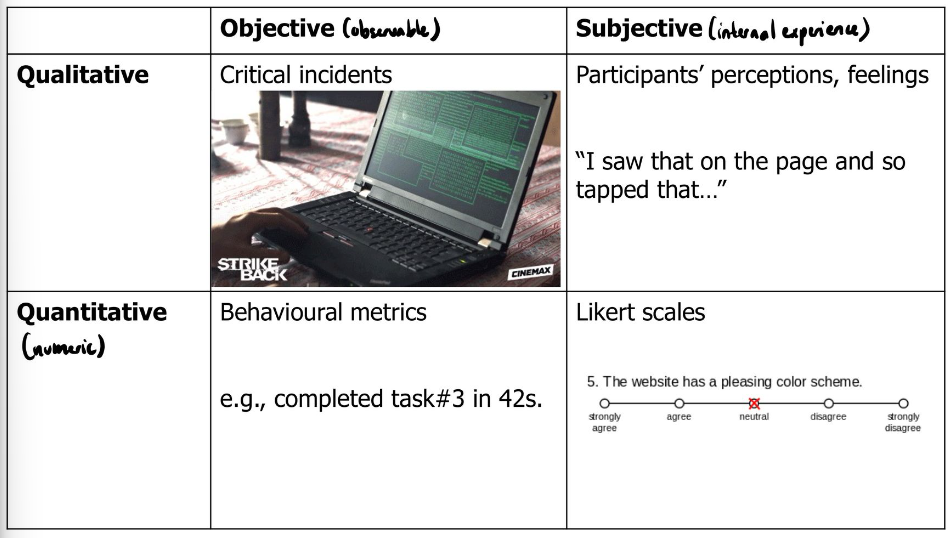 Objective (observable)
Subjective (internal experience)
Qualitative
Critical incidents
STRIKE
BACK
CINEMAX
Participants’ perceptions, feelings
“I saw that on the page and so
tapped that...”
Quantitative
(numeric)
Behavioural metrics
e.g., completed task#3 in 42s.
Likert scales
5. The website has a pleasing color scheme.
strongly
agree
agree
neutral
disagree
strongly
disagree